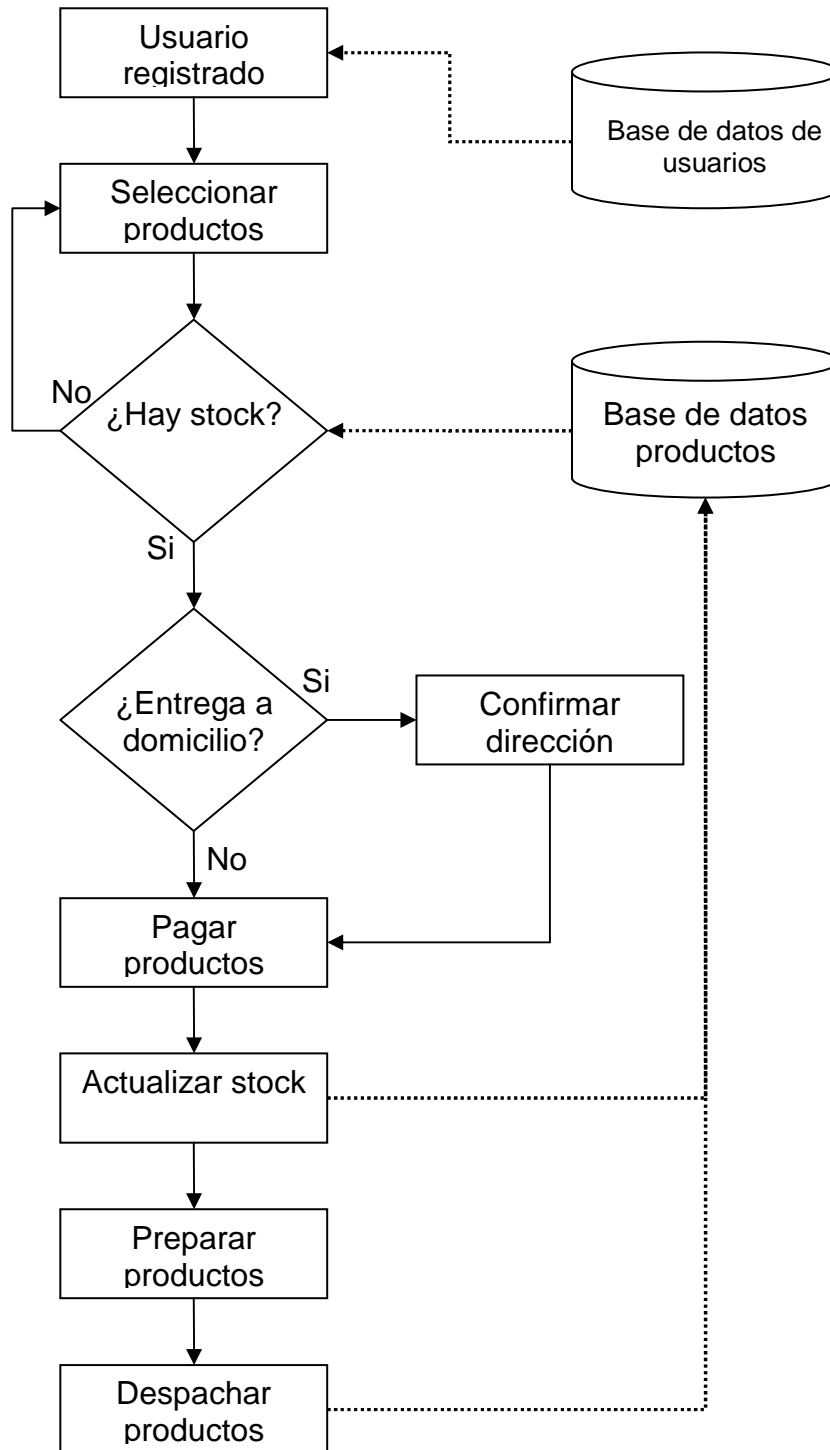 Usuario
registrado
Base de datos de
usuarios
Seleccionar
productos
No
¿Hay stock?
Base de datos
productos
Si
¿Entrega a
domicilio?
Si
Confirmar
dirección
No
Pagar
productos
Actualizar stock
Preparar
productos
Despachar
productos